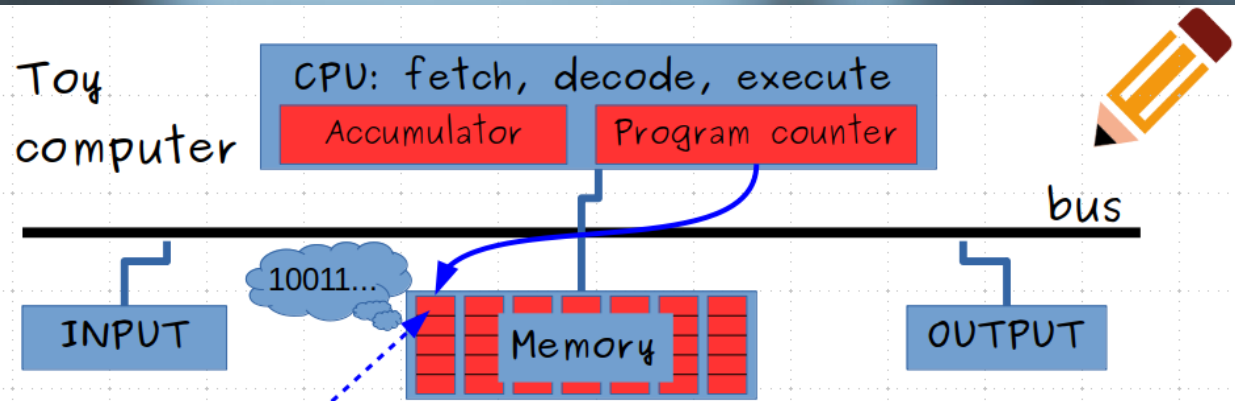 Toy
computer
CPU: fetch, decode, execute
Accumulator
Program counter
bus
10011...
INPUT
Memory
OUTPUT